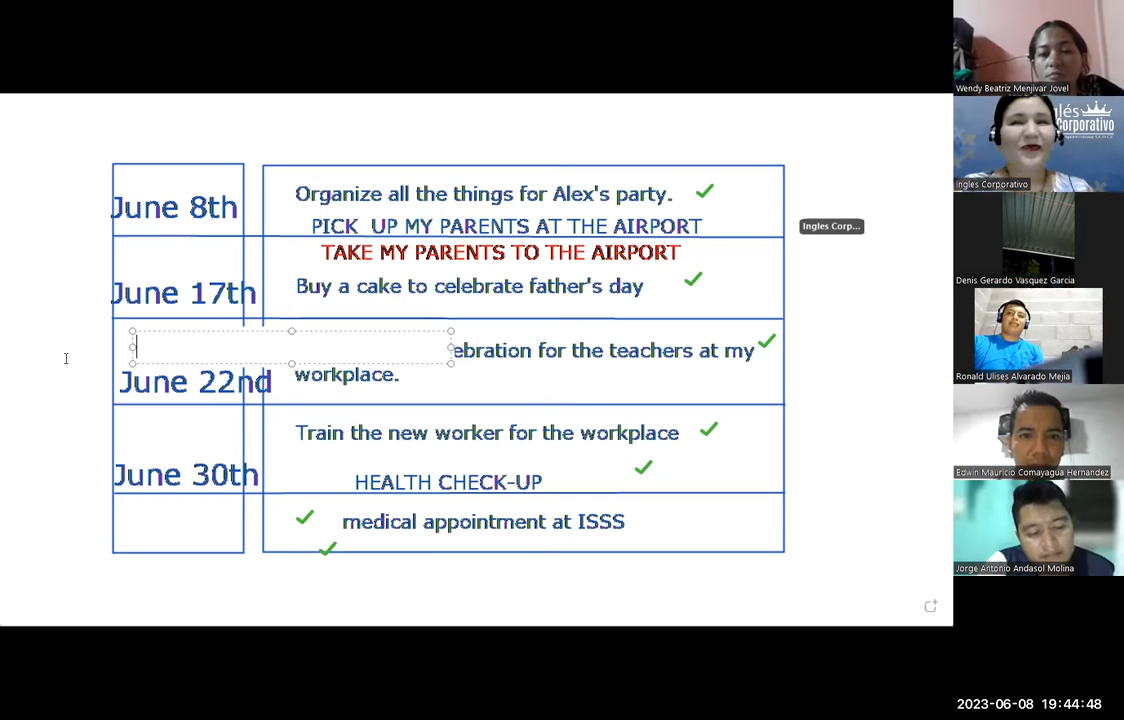 Wendy Beatriz Menjivar Jovel
glés
Corporativo
Ingles Corporativo
June 8th
Organize all the things for Alex's party.
PICK UP MY PARENTS AT THE AIRPORT
Ingles Corp...
TAKE MY PARENTS TO THE AIRPORT
June 17th
Buy a cake to celebrate father's day
Denis Gerardo Vasquez Garcia
ebration for the teachers at my
workplace.
June 22nd
Ronald Ulises Alvarado Mejia
Train the new worker for the workplace
June 30th
HEALTH CHECK-UP
Edwin Mauricio Comayagua Hernandez
medical appointment at ISSS
Jorge Antonio Andasol Molina
2023-06-08 19:44:48